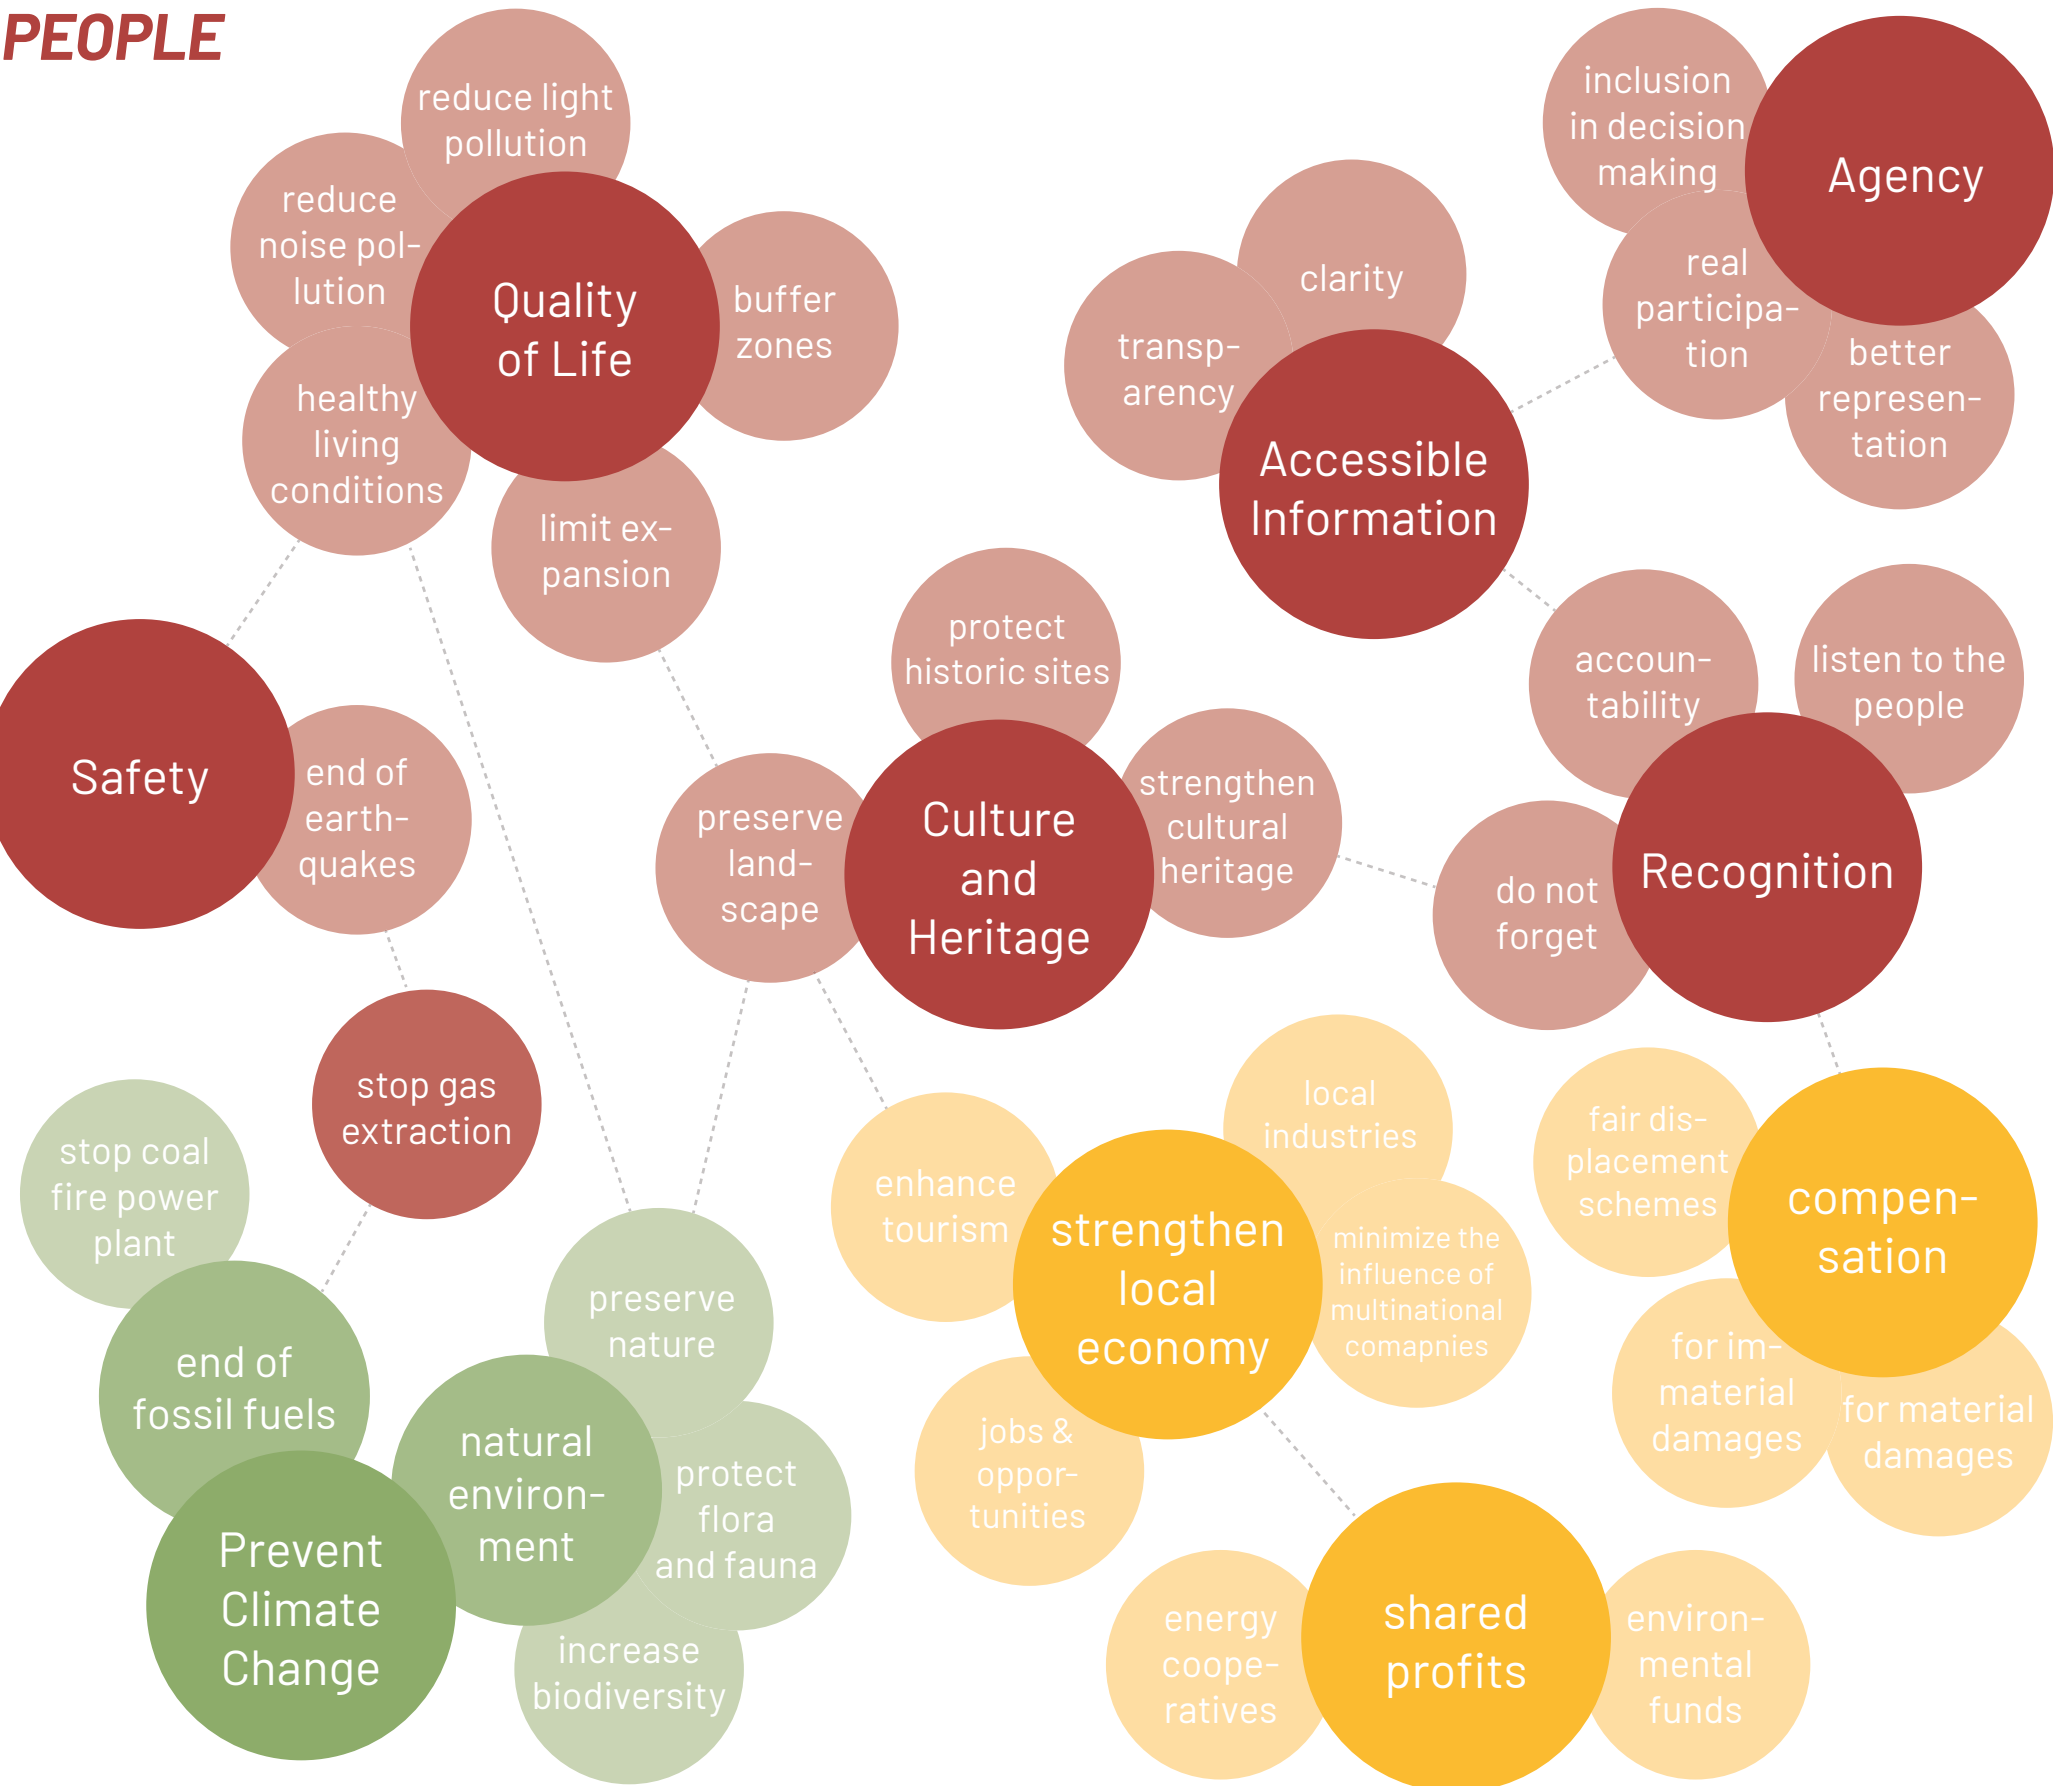 PEOPLE
reduce light
pollution
reduce
noise pol-
lution
Quality
of Life
buffer
zones
healthy
living
conditions
limit ex-
pansion
inclusion
in decision
making
Agency
real
participa-
tion
better
represen-
tation
clarity
transp-
arency
Accessible
Information
Safety
end of
earth-
quakes
stop gas
extraction
protect
historic sites
preserve
land-
scape
Culture
and
Heritage
strengthen
cultural
heritage
accoun-
tability
listen to the
people
Recognition
do not
forget
stop coal
fire power
plant
end of
fossil fuels
Prevent
Climate
Change
natural
environ-
ment
preserve
nature
protect
flora
and fauna
increase
biodiversity
enhance
tourism
local
industries
strengthen
local
economy
minimize the
influence of
multinational
comapnies
jobs &
oppor-
tunities
fair dis-
placement
schemes
compen-
sation
for im-
material
damages
for material
damages
energy
coope-
ratives
shared
profits
environ-
mental
funds